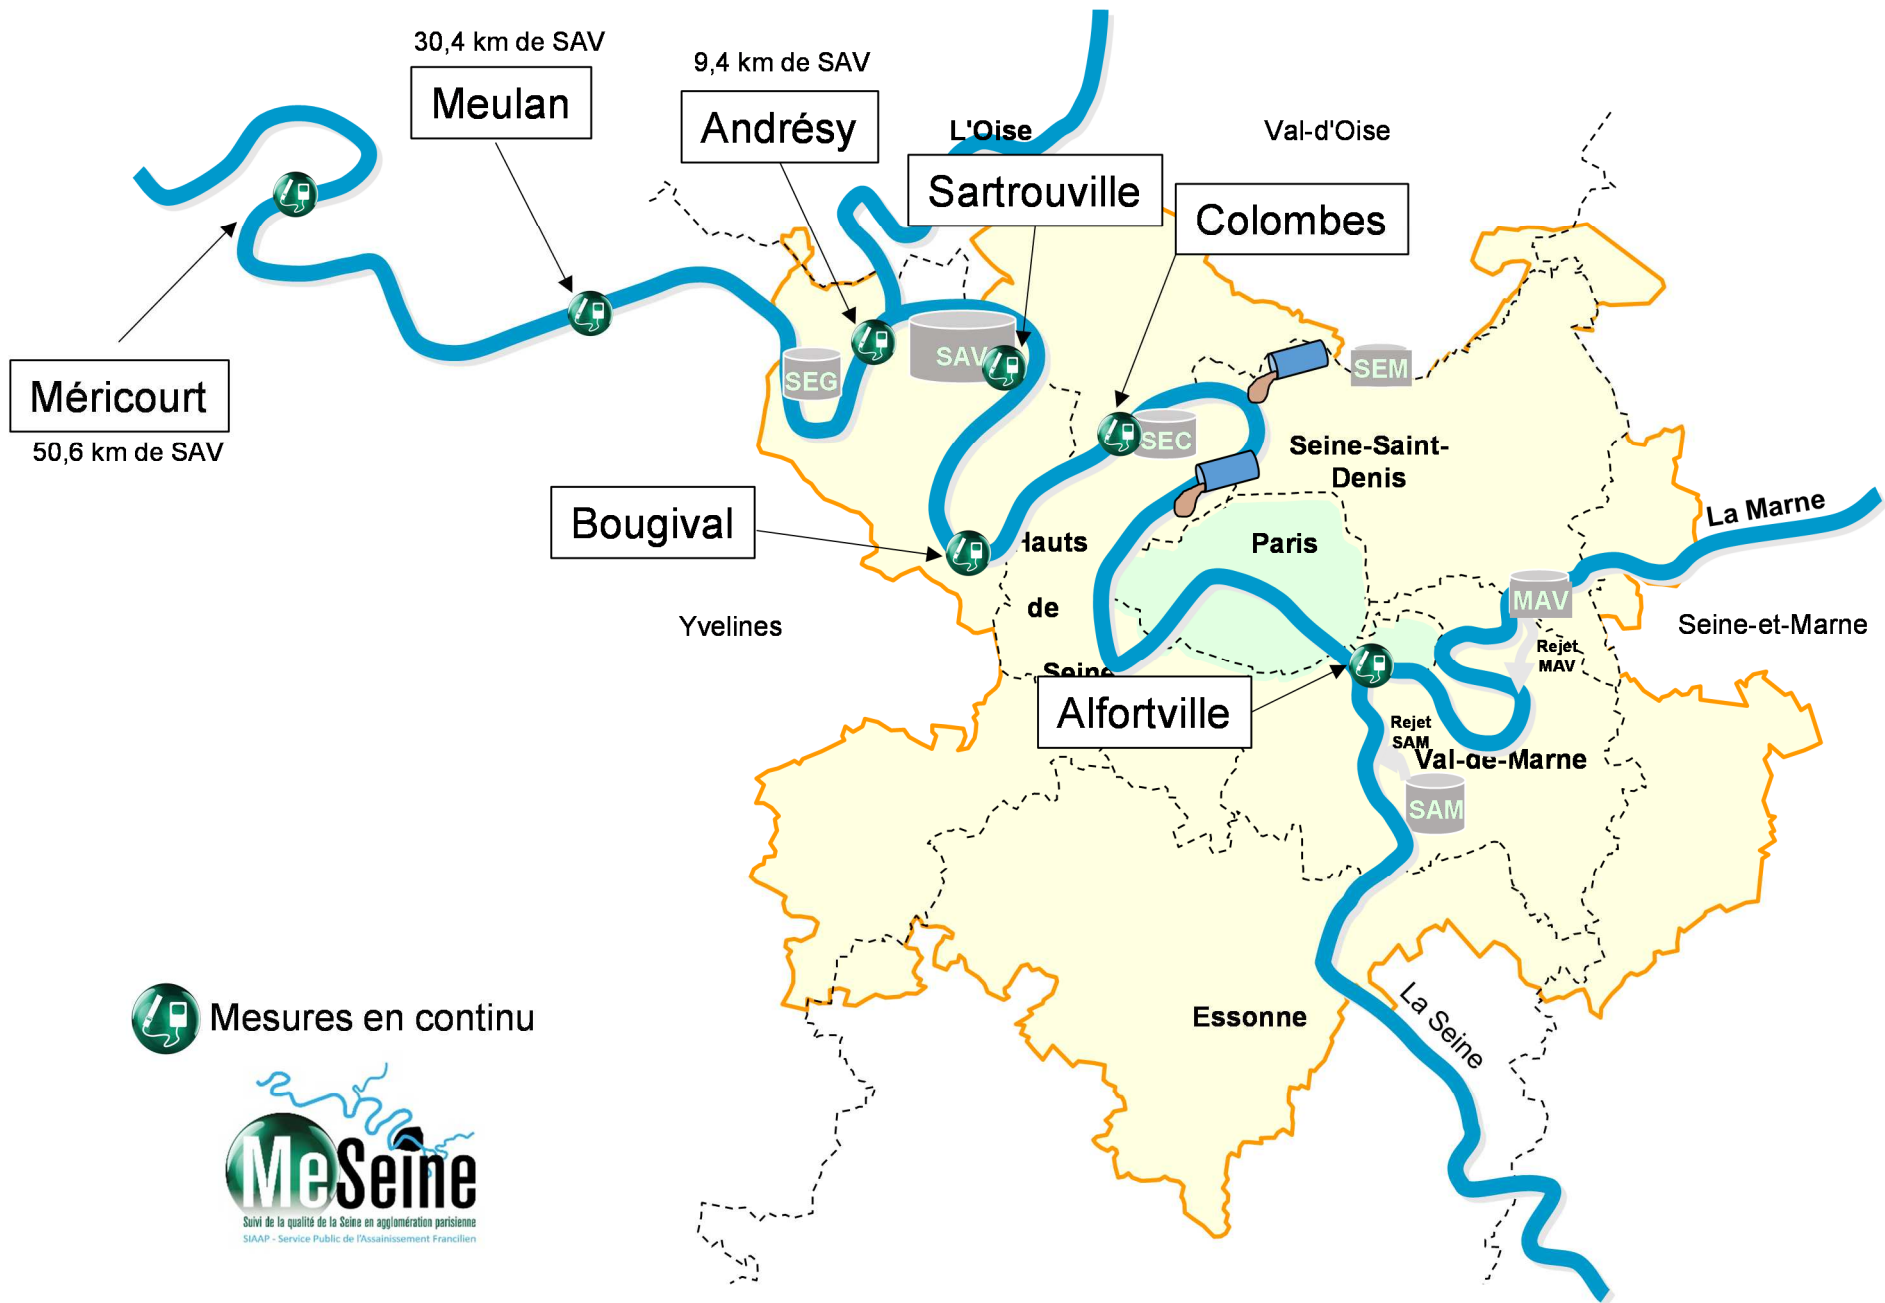 30,4 km de SAV
Meulan
9,4 km de SAV
Andrésy
L'Oise
Val-d'Oise
Sartrouville
Colombes
Méricourt
50,6 km de SAV
SEG
SAV
SEM
SEC
Seine-Saint-
Denis
La Marne
Bougival
Hauts
de
Seine
Paris
MAV
Rejet
MAV
Yvelines
Seine-et-Marne
Alfortville
Rejet
SAM
Val-de-Marne
SAM
Essonne
La Seine
Mesures en continu
MeSeine
Suivi de la qualité de la Seine en agglomération parisienne
SIAAP - Service Public de l'Assainissement Francilien